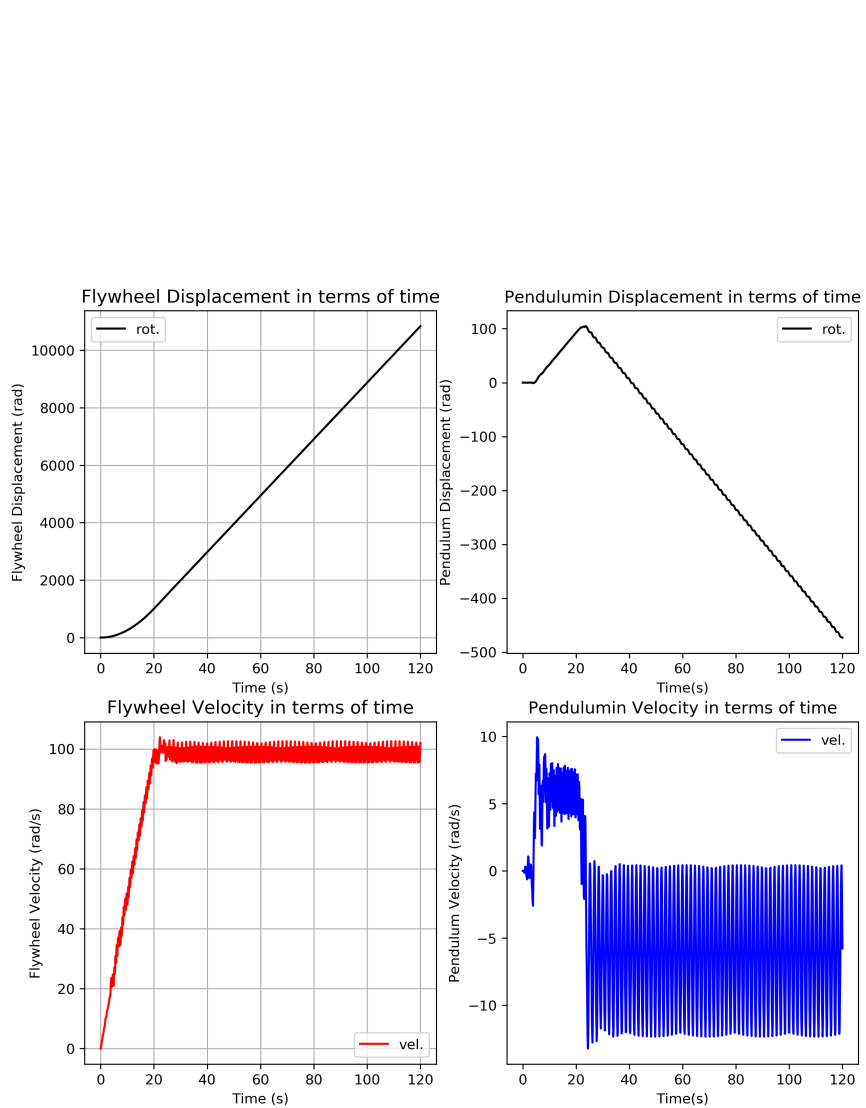 Flywheel Displacement in terms of time
rot.
Flywheel Displacement (rad)
10000
8000
6000
4000
2000
0
0 20 40 60 80 100 120
Time (s)
Pendulumin Displacement in terms of time
rot.
Pendulum Displacement (rad)
100
0
−100
−200
−300
−400
−500
0 20 40 60 80 100 120
Time(s)
Flywheel Velocity in terms of time
Flywheel Velocity (rad/s)
100
80
60
40
20
0
vel.
0 20 40 60 80 100 120
Time (s)
Pendulumin Velocity in terms of time
vel.
Pendulum Velocity (rad/s)
10
5
0
−5
−10
0 20 40 60 80 100 120
Time(s)